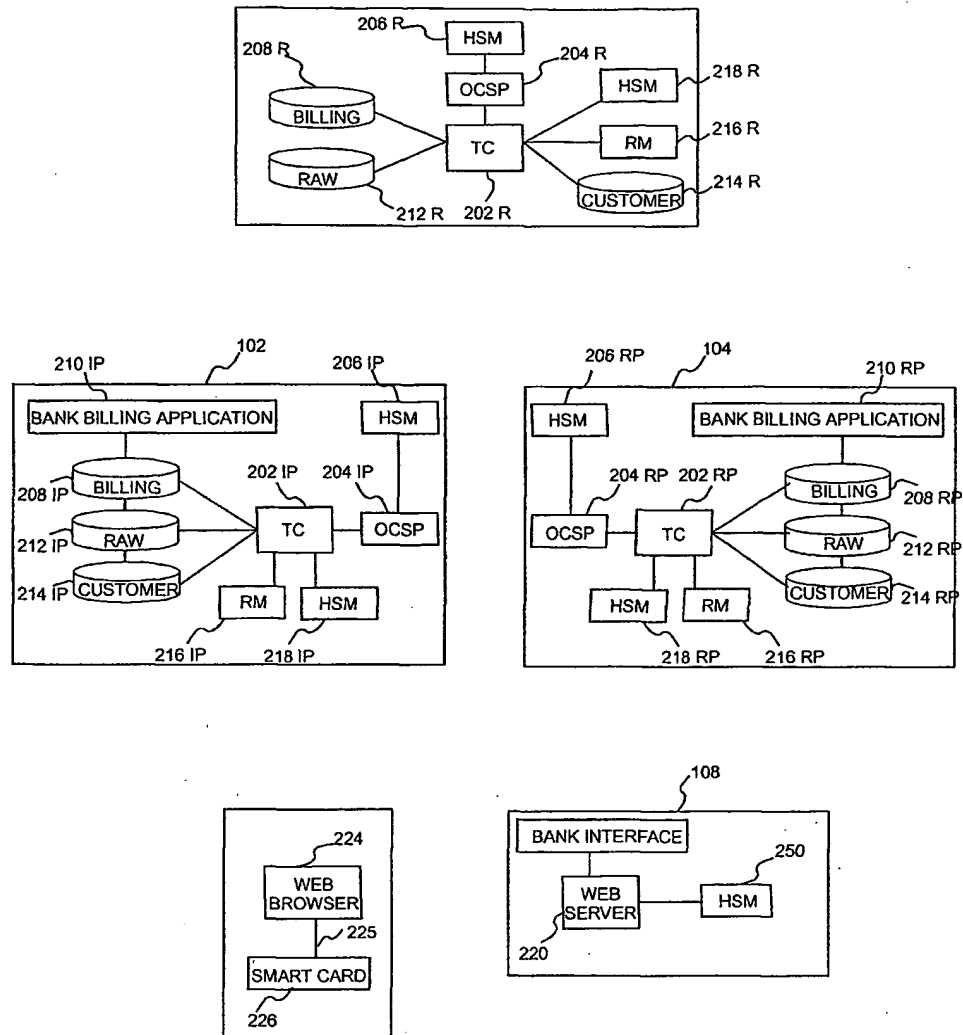 206 R
HSM
208 R
204 R
OCSP
HSM
218 R
BILLING
TC
RM
216 R
RAW
CUSTOMER
214 R
212 R
202 R
102
210 IP
206 IP
BANK BILLING APPLICATION
HSM
202 IP
204 IP
208 IP
BILLING
212 IP
RAW
TC
OCSP
214 IP
CUSTOMER
RM
HSM
216 IP
218 IP
206 RP
104
210 RP
HSM
BANK BILLING APPLICATION
204 RP
202 RP
BILLING
208 RP
OCSP
TC
RAW
212 RP
CUSTOMER
214 RP
HSM
RM
218 RP
216 RP
224
WEB
BROWSER
225
SMART CARD
226
108
BANK INTERFACE
250
WEB
SERVER
HSM
220